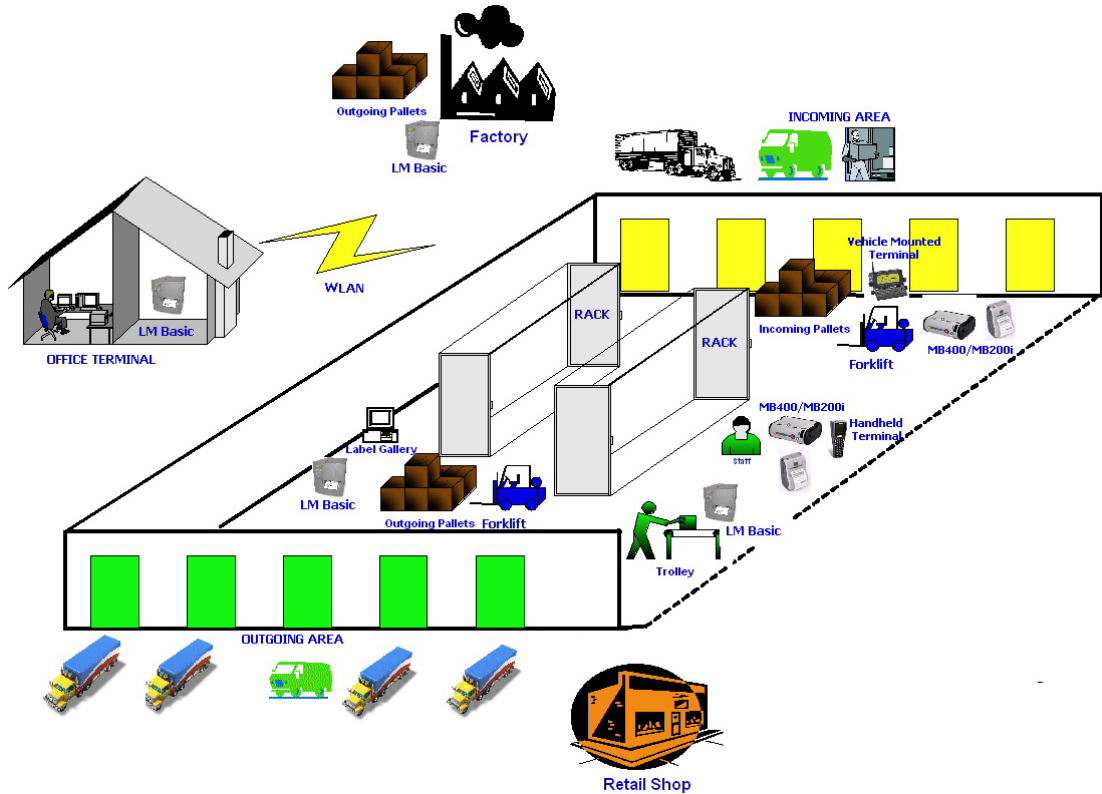 Outgoing Pallets
Factory
LM Basic
INCOMING AREA
WLAN
LM Basic
OFFICE TERMINAL
Vehicle Mounted
Terminal
RACK
RACK
Incoming Pallets
Forklift
MB400/MB200i
MB400/MB200i
Handheld
Terminal
Staff
Label Gallery
LM Basic
Outgoing Pallets
Forklift
LM Basic
Trolley
OUTGOING AREA
Retail Shop